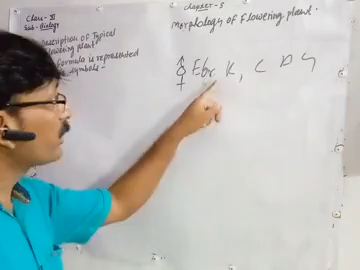 Class - XI
Sub - Biology
Chapter - 5
Morphology of Flowering plant.
Description of Typical
Flowering plant
Formula is represented
symbols -
Ebr K, C A G